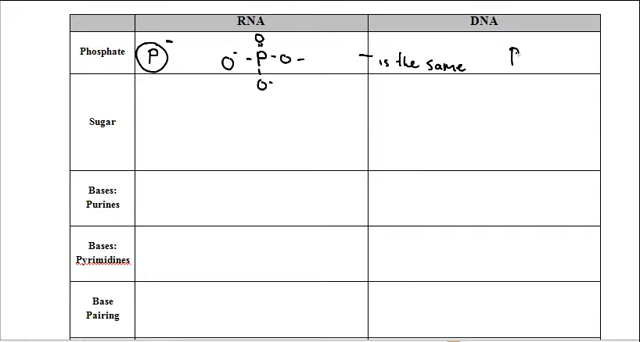 RNA DNA
Phosphate P⁻ O
O⁻ - P - O - - is the same ↑
O⁻
Sugar
Bases:
Purines
Bases:
Pyrimidines
Base
Pairing